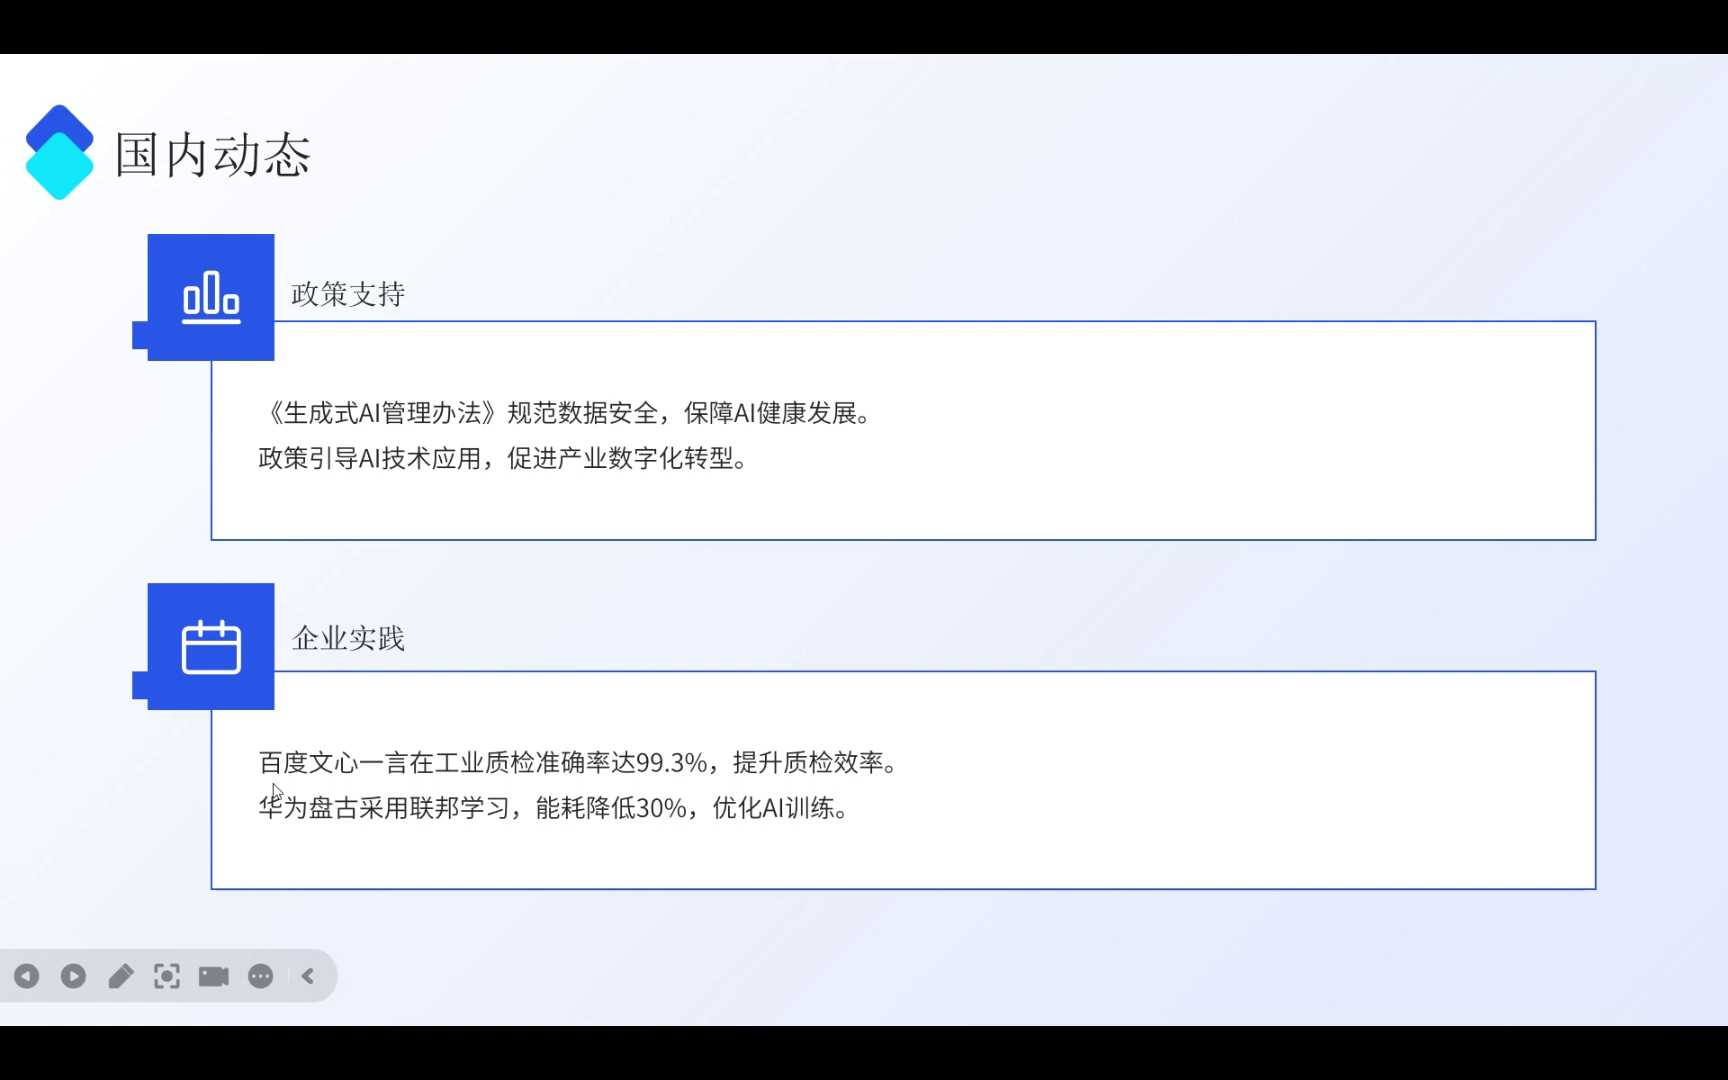 国内动态
政策支持
《生成式AI管理办法》规范数据安全，保障AI健康发展。
政策引导AI技术应用，促进产业数字化转型。
企业实践
百度文心一言在工业质检准确率达99.3%，提升质检效率。
华为盘古采用联邦学习，能耗降低30%，优化AI训练。